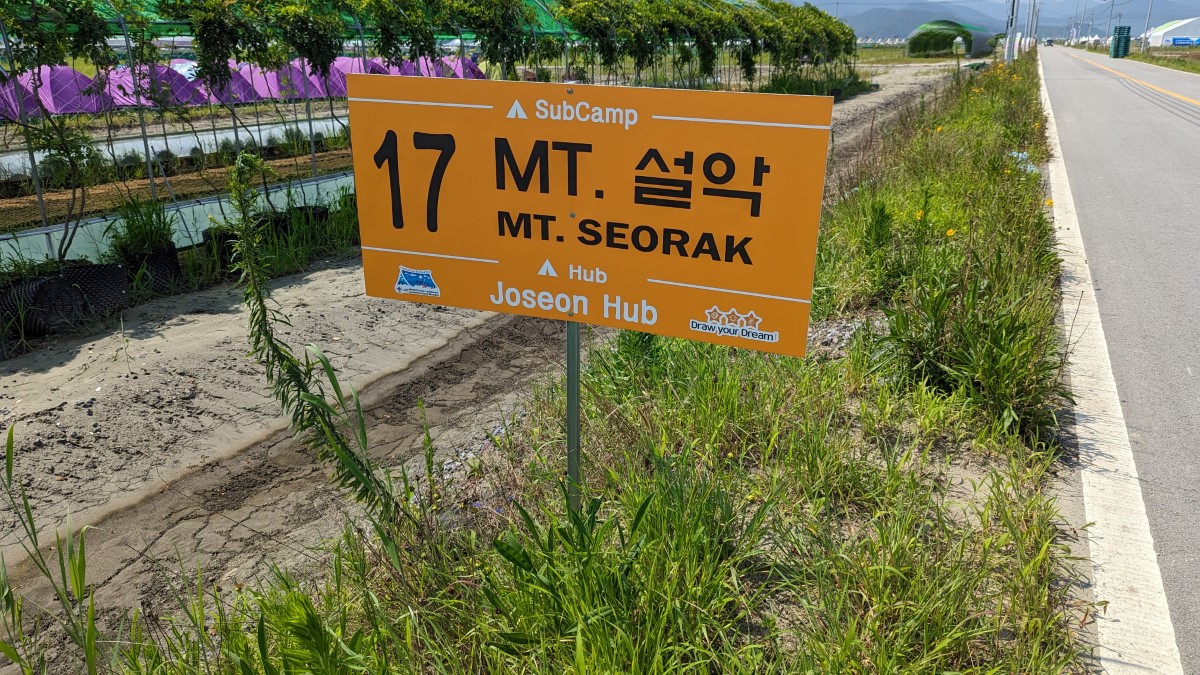 SubCamp
17 MT. 설악
MT. SEORAK
Hub
Joseon Hub
Draw your Dream